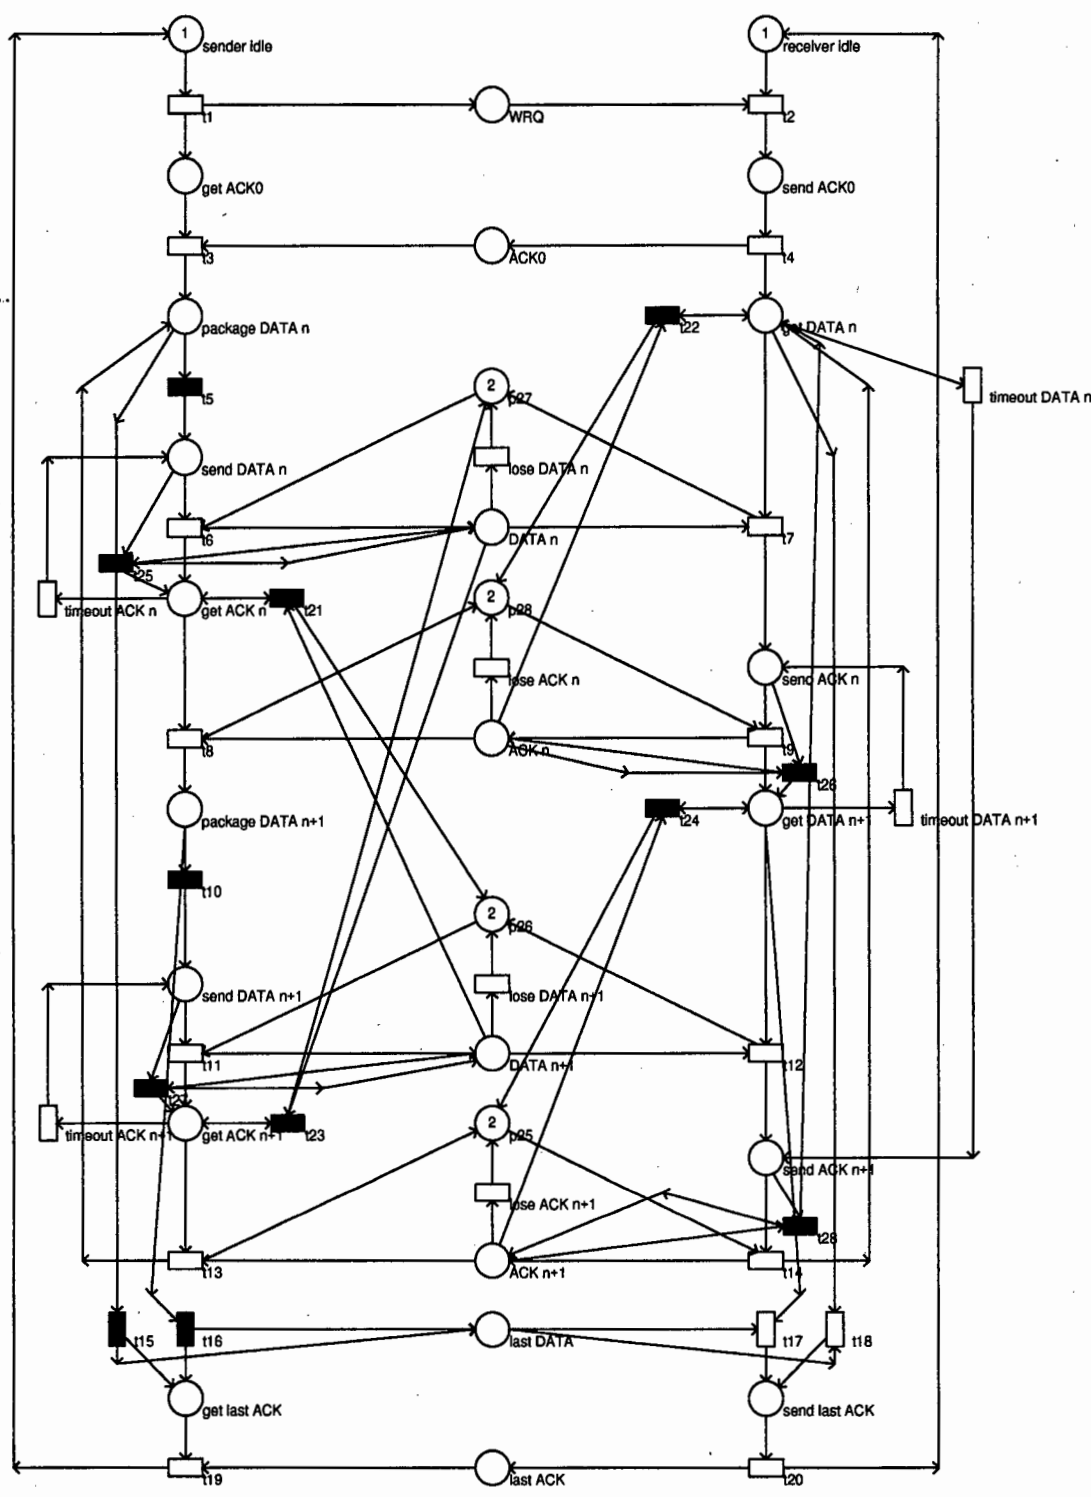 1
sender idle
1
receiver idle
t1
WRQ
t2
get ACK0
send ACK0
t3
ACK0
t4
package DATA n
t22
get DATA n
t5
2
p27
timeout DATA n
send DATA n
lose DATA n
t6
DATA n
t7
t25
timeout ACK n
get ACK n
t21
2
p28
lose ACK n
send ACK n
t8
ACK n
t9
t26
package DATA n+1
t24
get DATA n+1
timeout DATA n+1
t10
2
p26
send DATA n+1
lose DATA n+1
t11
DATA n+1
t12
timeout ACK n+1
get ACK n+1
t23
2
p25
send ACK n+1
lose ACK n+1
t28
t13
ACK n+1
t14
t15
t16
last DATA
t17
t18
get last ACK
send last ACK
t19
last ACK
t20